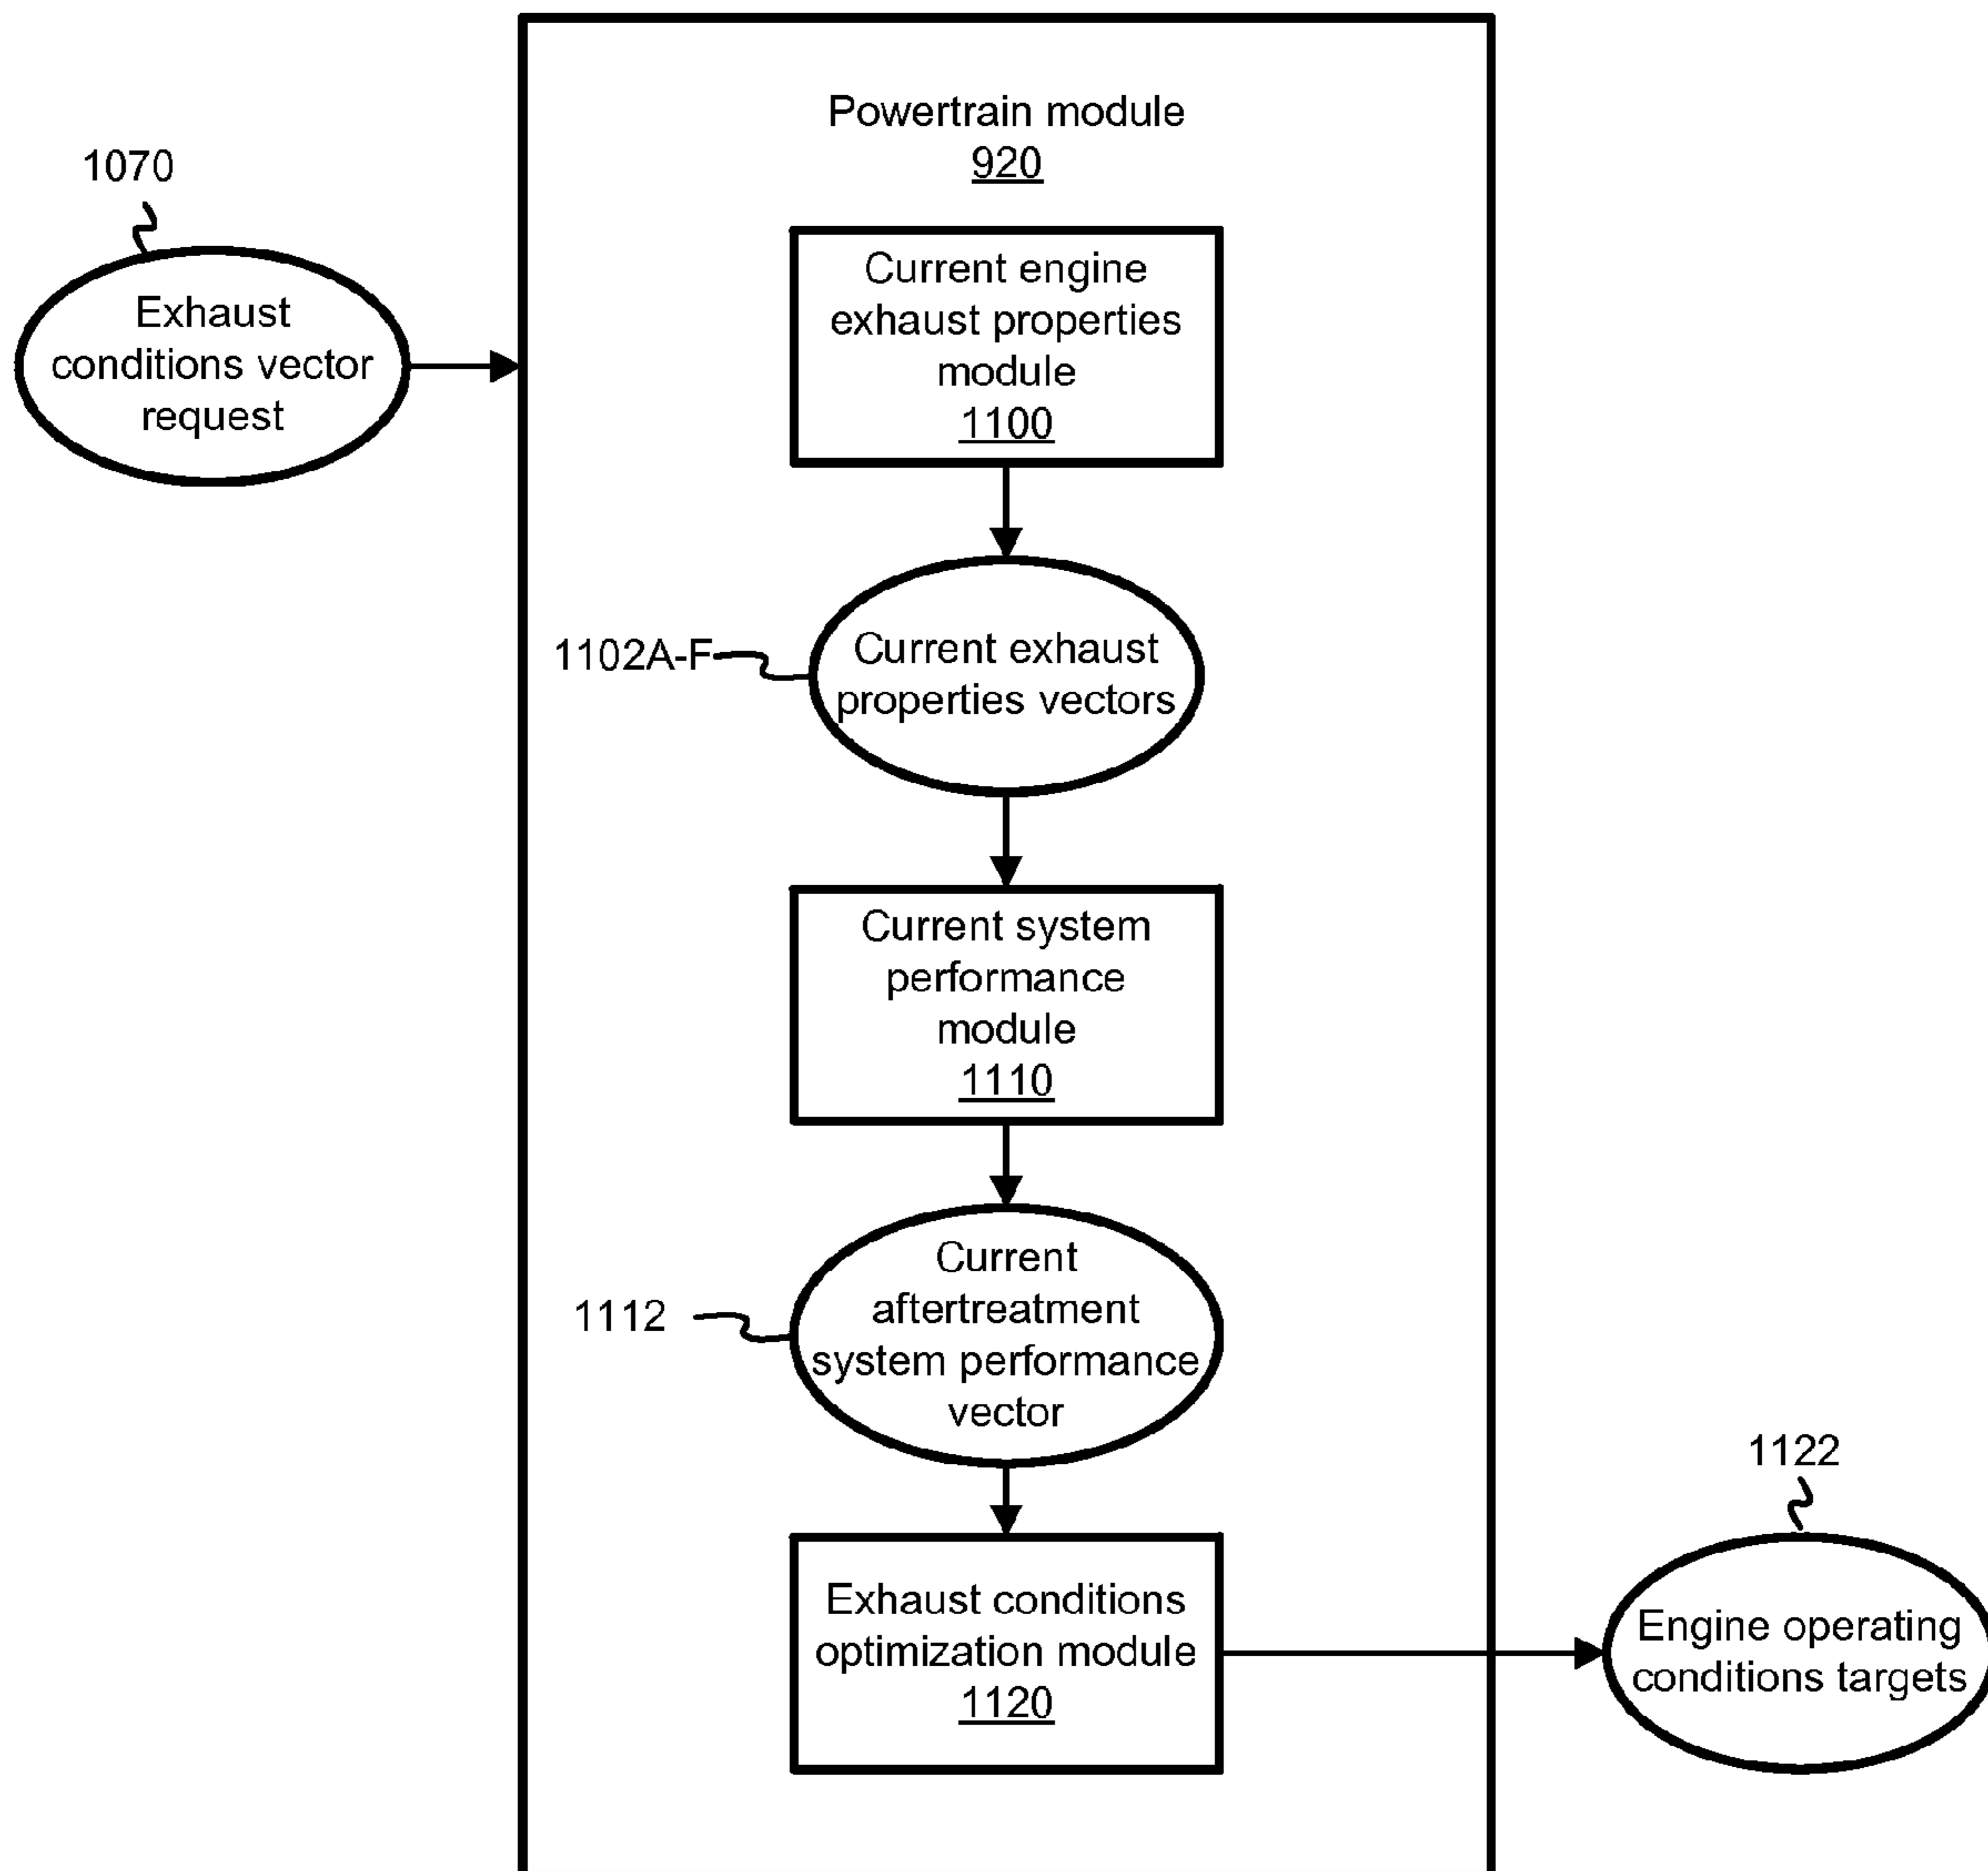 Powertrain module
920
1070
Exhaust
conditions vector
request
Current engine
exhaust properties
module
1100
1102A-F
Current exhaust
properties vectors
Current system
performance
module
1110
1112
Current
aftertreatment
system performance
vector
Exhaust conditions
optimization module
1120
1122
Engine operating
conditions targets